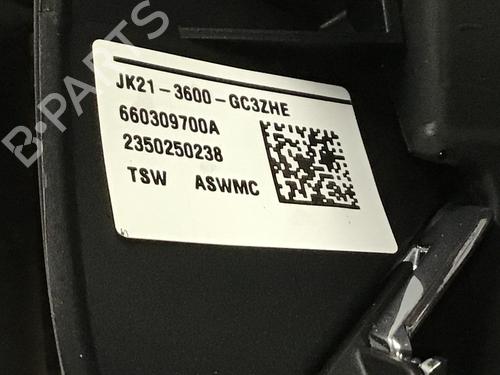 B-PARTS
JK21-3600-GC3ZHE
660309700A
2350250238
TSW ASWMC